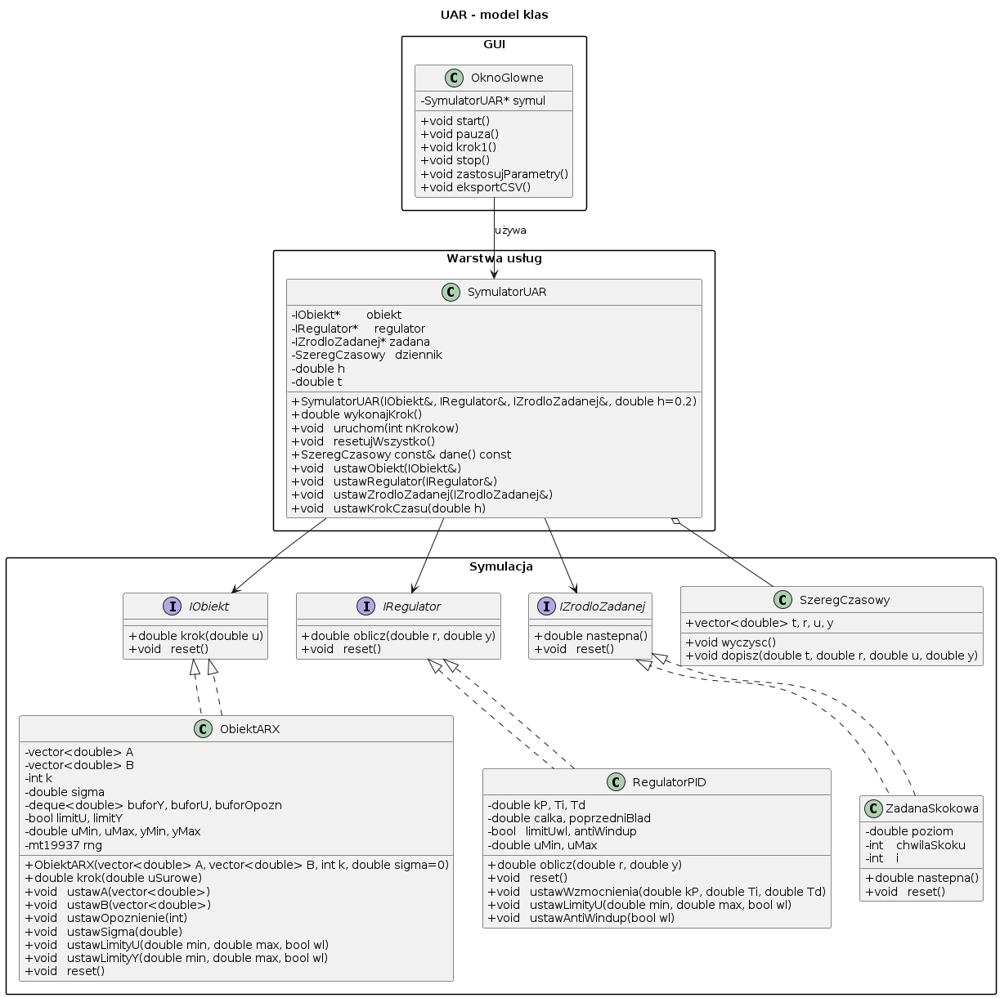 UAR - model klas
GUI
C OknoGlowne
-SymulatorUAR* symul
+void start()
+void pauza()
+void krok1()
+void stop()
+void zastosujParametry()
+void eksportCSV()
używa
Warstwa usług
C SymulatorUAR
-IObiekt* obiekt
-IRegulator* regulator
-IZrodloZadanej* zadana
-SzeregCzasowy dziennik
-double h
-double t
+SymulatorUAR(IObiekt&, IRegulator&, IZrodloZadanej&, double h=0.2)
+double wykonajKrok()
+void uruchom(int nKrokow)
+void resetujWszystko()
+SzeregCzasowy const& dane() const
+void ustawObiekt(IObiekt&)
+void ustawRegulator(IRegulator&)
+void ustawZrodloZadanej(IZrodloZadanej&)
+void ustawKrokCzasu(double h)
Symulacja
I IObiekt
+double krok(double u)
+void reset()
I IRegulator
+double oblicz(double r, double y)
+void reset()
I IZrodloZadanej
+double nastepna()
+void reset()
C SzeregCzasowy
+vector<double> t, r, u, y
+void wyczysc()
+void dopisz(double t, double r, double u, double y)
C ObiektARX
-vector<double> A
-vector<double> B
-int k
-double sigma
-deque<double> buforY, buforU, buforOpozn
-bool limitU, limitY
-double uMin, uMax, yMin, yMax
-mt19937 rng
+ObiektARX(vector<double> A, vector<double> B, int k, double sigma=0)
+double krok(double uSurowe)
+void ustawA(vector<double>)
+void ustawB(vector<double>)
+void ustawOpoznienie(int)
+void ustawSigma(double)
+void ustawLimityU(double min, double max, bool wl)
+void ustawLimityY(double min, double max, bool wl)
+void reset()
C RegulatorPID
-double kP, Ti, Td
-double calka, poprzedniBlad
-bool limitUwl, antiWindup
-double uMin, uMax
+double oblicz(double r, double y)
+void reset()
+void ustawWzmocnienia(double kP, double Ti, double Td)
+void ustawLimityU(double min, double max, bool wl)
+void ustawAntiWindup(bool wl)
C ZadanaSkokowa
-double poziom
-int chwilaSkoku
-int i
+double nastepna()
+void reset()